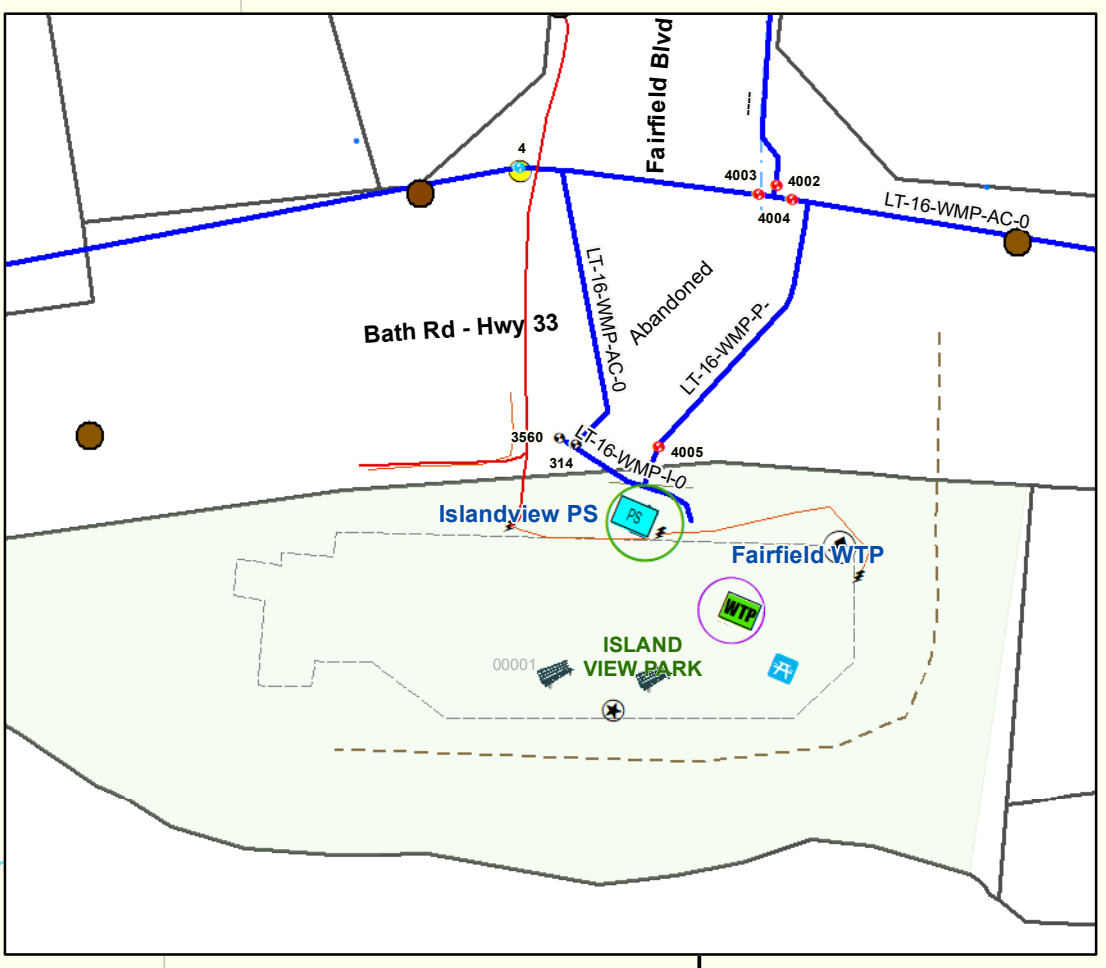 Fairfield Blvd
4
4003
4002
4004
LT-16-WMP-AC-0
LT-16-WMP-AC-0
Abandoned
LT-16-WMP-P-
Bath Rd - Hwy 33
3560
314
LT-16-WMP-I-0
4005
Islandview PS
PS
Fairfield WTP
WTP
ISLAND
VIEW PARK
00001